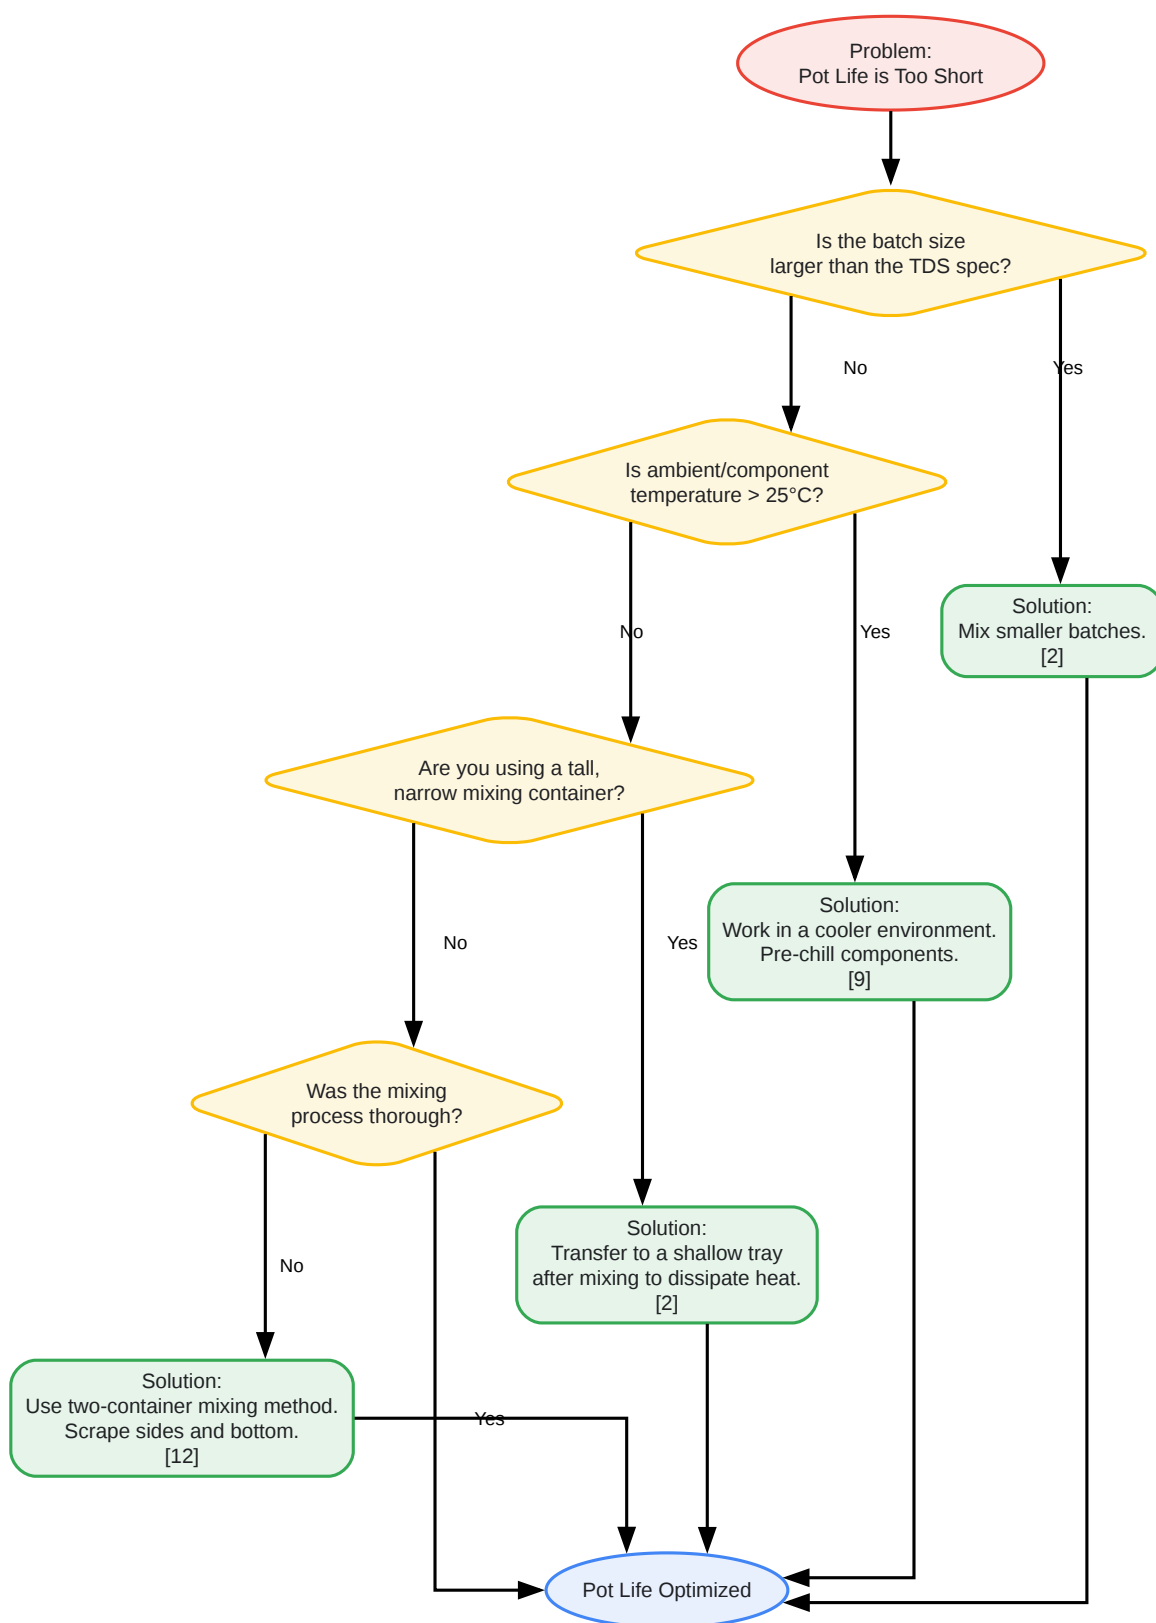 Problem:
Pot Life is Too Short
Is the batch size
larger than the TDS spec?
No
Yes
Is ambient/component
temperature > 25°C?
Solution:
Mix smaller batches.
[2]
No
Yes
Are you using a tall,
narrow mixing container?
Solution:
Work in a cooler environment.
Pre-chill components.
[9]
No
Yes
Was the mixing
process thorough?
Solution:
Transfer to a shallow tray
after mixing to dissipate heat.
[2]
No
Solution:
Use two-container mixing method.
Scrape sides and bottom.
[12]
Yes
Pot Life Optimized